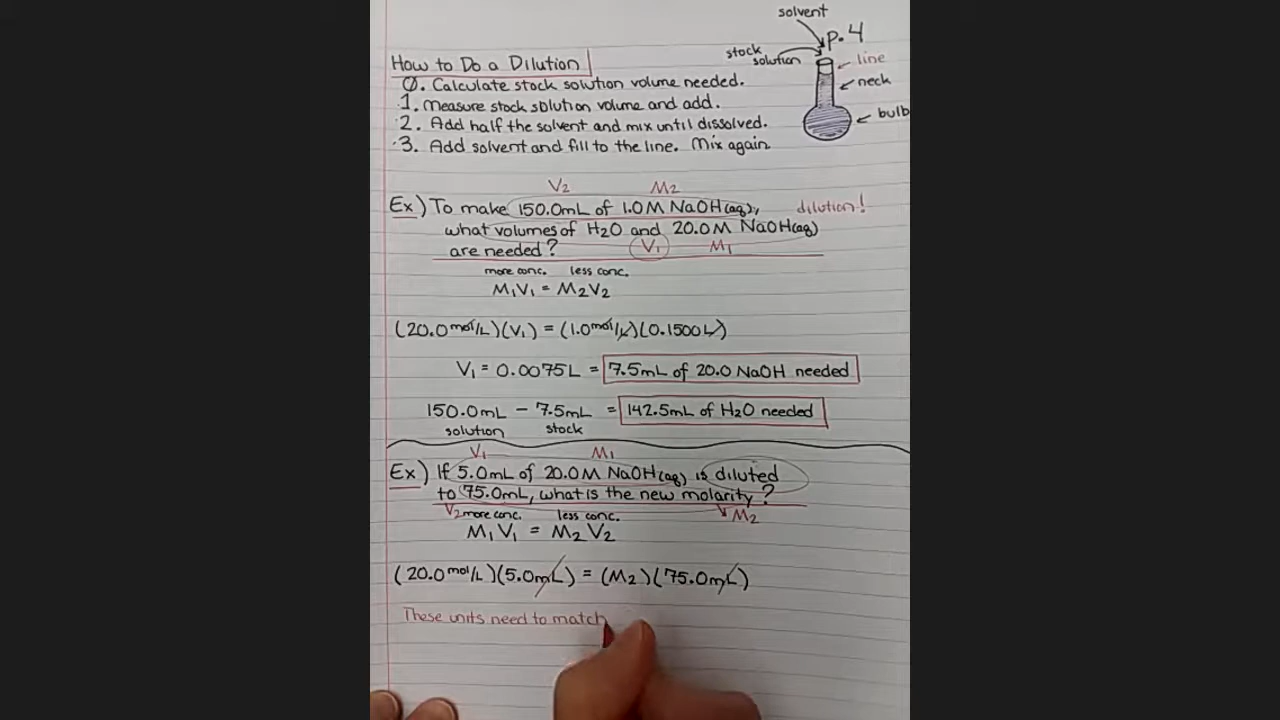 solvent
p.4
stock
solution
line
neck
bulb
How to Do a Dilution
0. Calculate stock solution volume needed.
1. Measure stock solution volume and add.
2. Add half the solvent and mix until dissolved.
3. Add solvent and fill to the line. Mix again
V₂ M₂
Ex.) To make 150.0mL of 1.0M NaOH(aq), dilution!
what volumes of H₂O and 20.0M NaOH(aq)
are needed? V₁ M₁
more conc. less conc.
M₁V₁ = M₂V₂
(20.0 mol/L)(V₁) = (1.0 mol/L)(0.1500L)
V₁ = 0.0075L = 7.5mL of 20.0 NaOH needed
150.0mL - 7.5mL = 142.5mL of H₂O needed
solution stock
V₁ M₁
Ex) If 5.0mL of 20.0M NaOH(aq) is diluted
to 75.0mL, what is the new molarity?
V₂ more conc. less conc. M₂
M₁V₁ = M₂V₂
(20.0 mol/L)(5.0mL) = (M₂)(75.0mL)
These units need to match